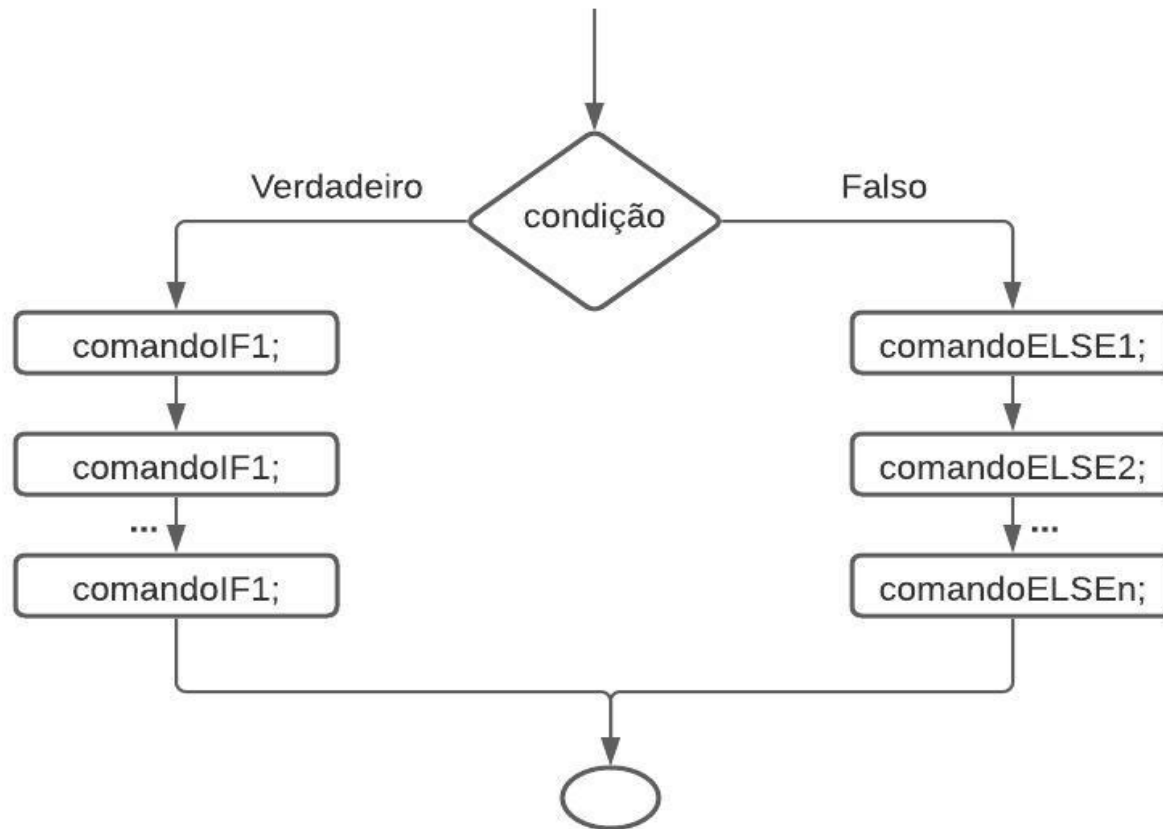 Verdadeiro
Falso
condição
comandoIF1;
comandoELSE1;
comandoIF1;
comandoELSE2;
...
...
comandoIF1;
comandoELSEn;